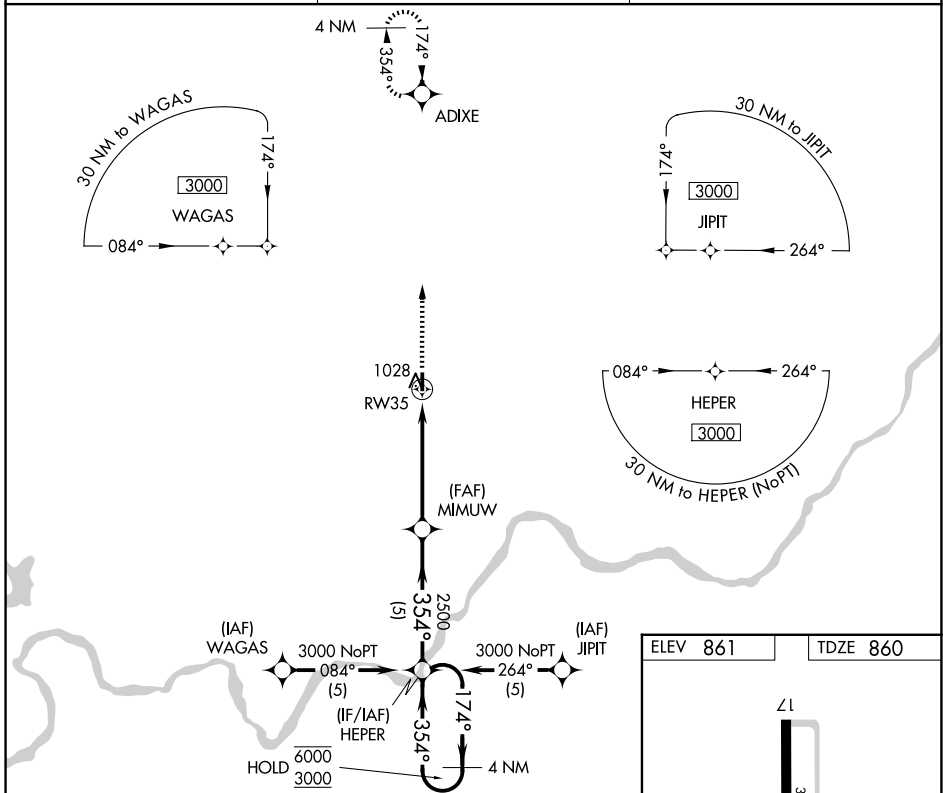 4 NM
174°
354°
ADIXE
30 NM to WAGAS
174°
3000
WAGAS
084°
30 NM to JIPIT
174°
3000
JIPIT
264°
1028
RW35
084°
264°
HEPER
3000
30 NM to HEPER (NoPT)
(FAF)
MIMUW
2500
354°
(5)
(IAF)
WAGAS
3000 NoPT
084°
(5)
(IAF)
JIPIT
3000 NoPT
264°
(5)
(IF/IAF)
HEPER
354°
174°
HOLD
6000
3000
4 NM
ELEV 861
TDZE 860
17
3